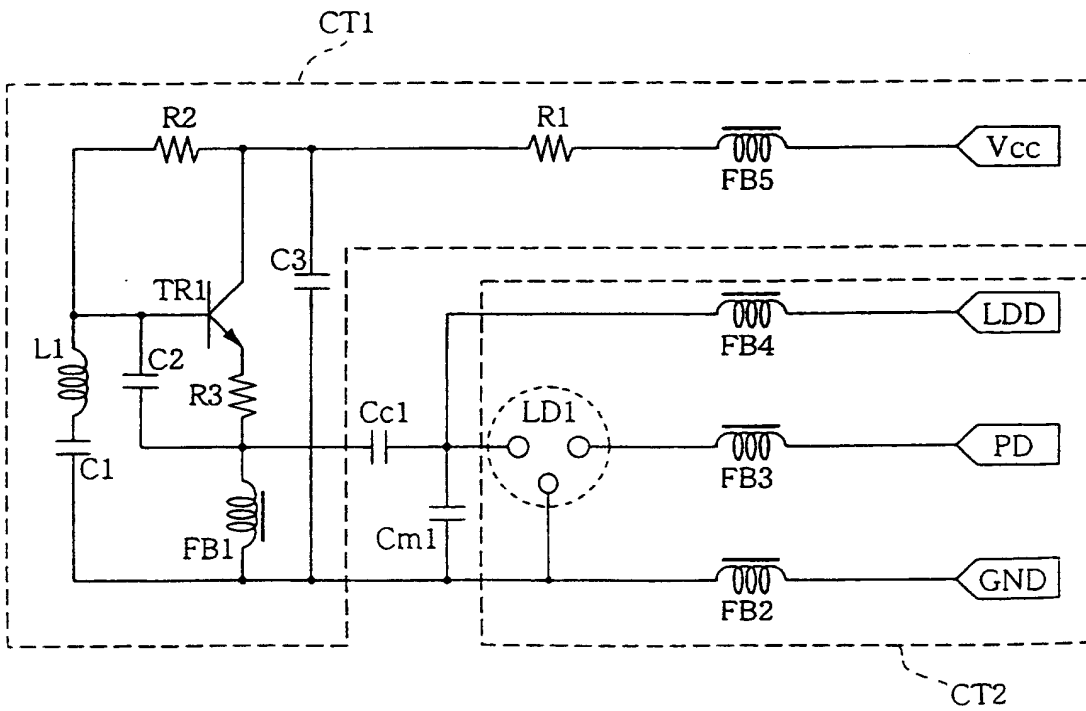 CT1
R2
R1
Vcc
FB5
C3
TR1
LDD
L1
C2
FB4
R3
Cc1
LD1
C1
PD
FB3
FB1
Cm1
GND
FB2
CT2